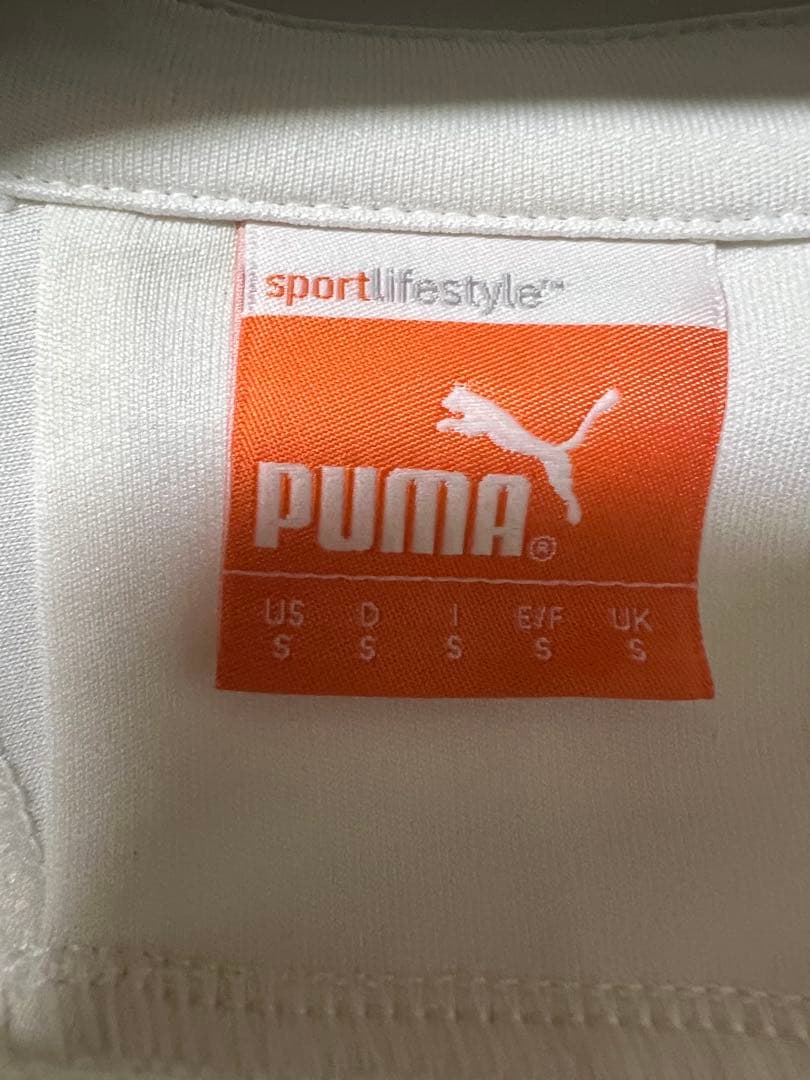 sportlifestyle™
PUMA®
US D I E/F UK
S S S S S